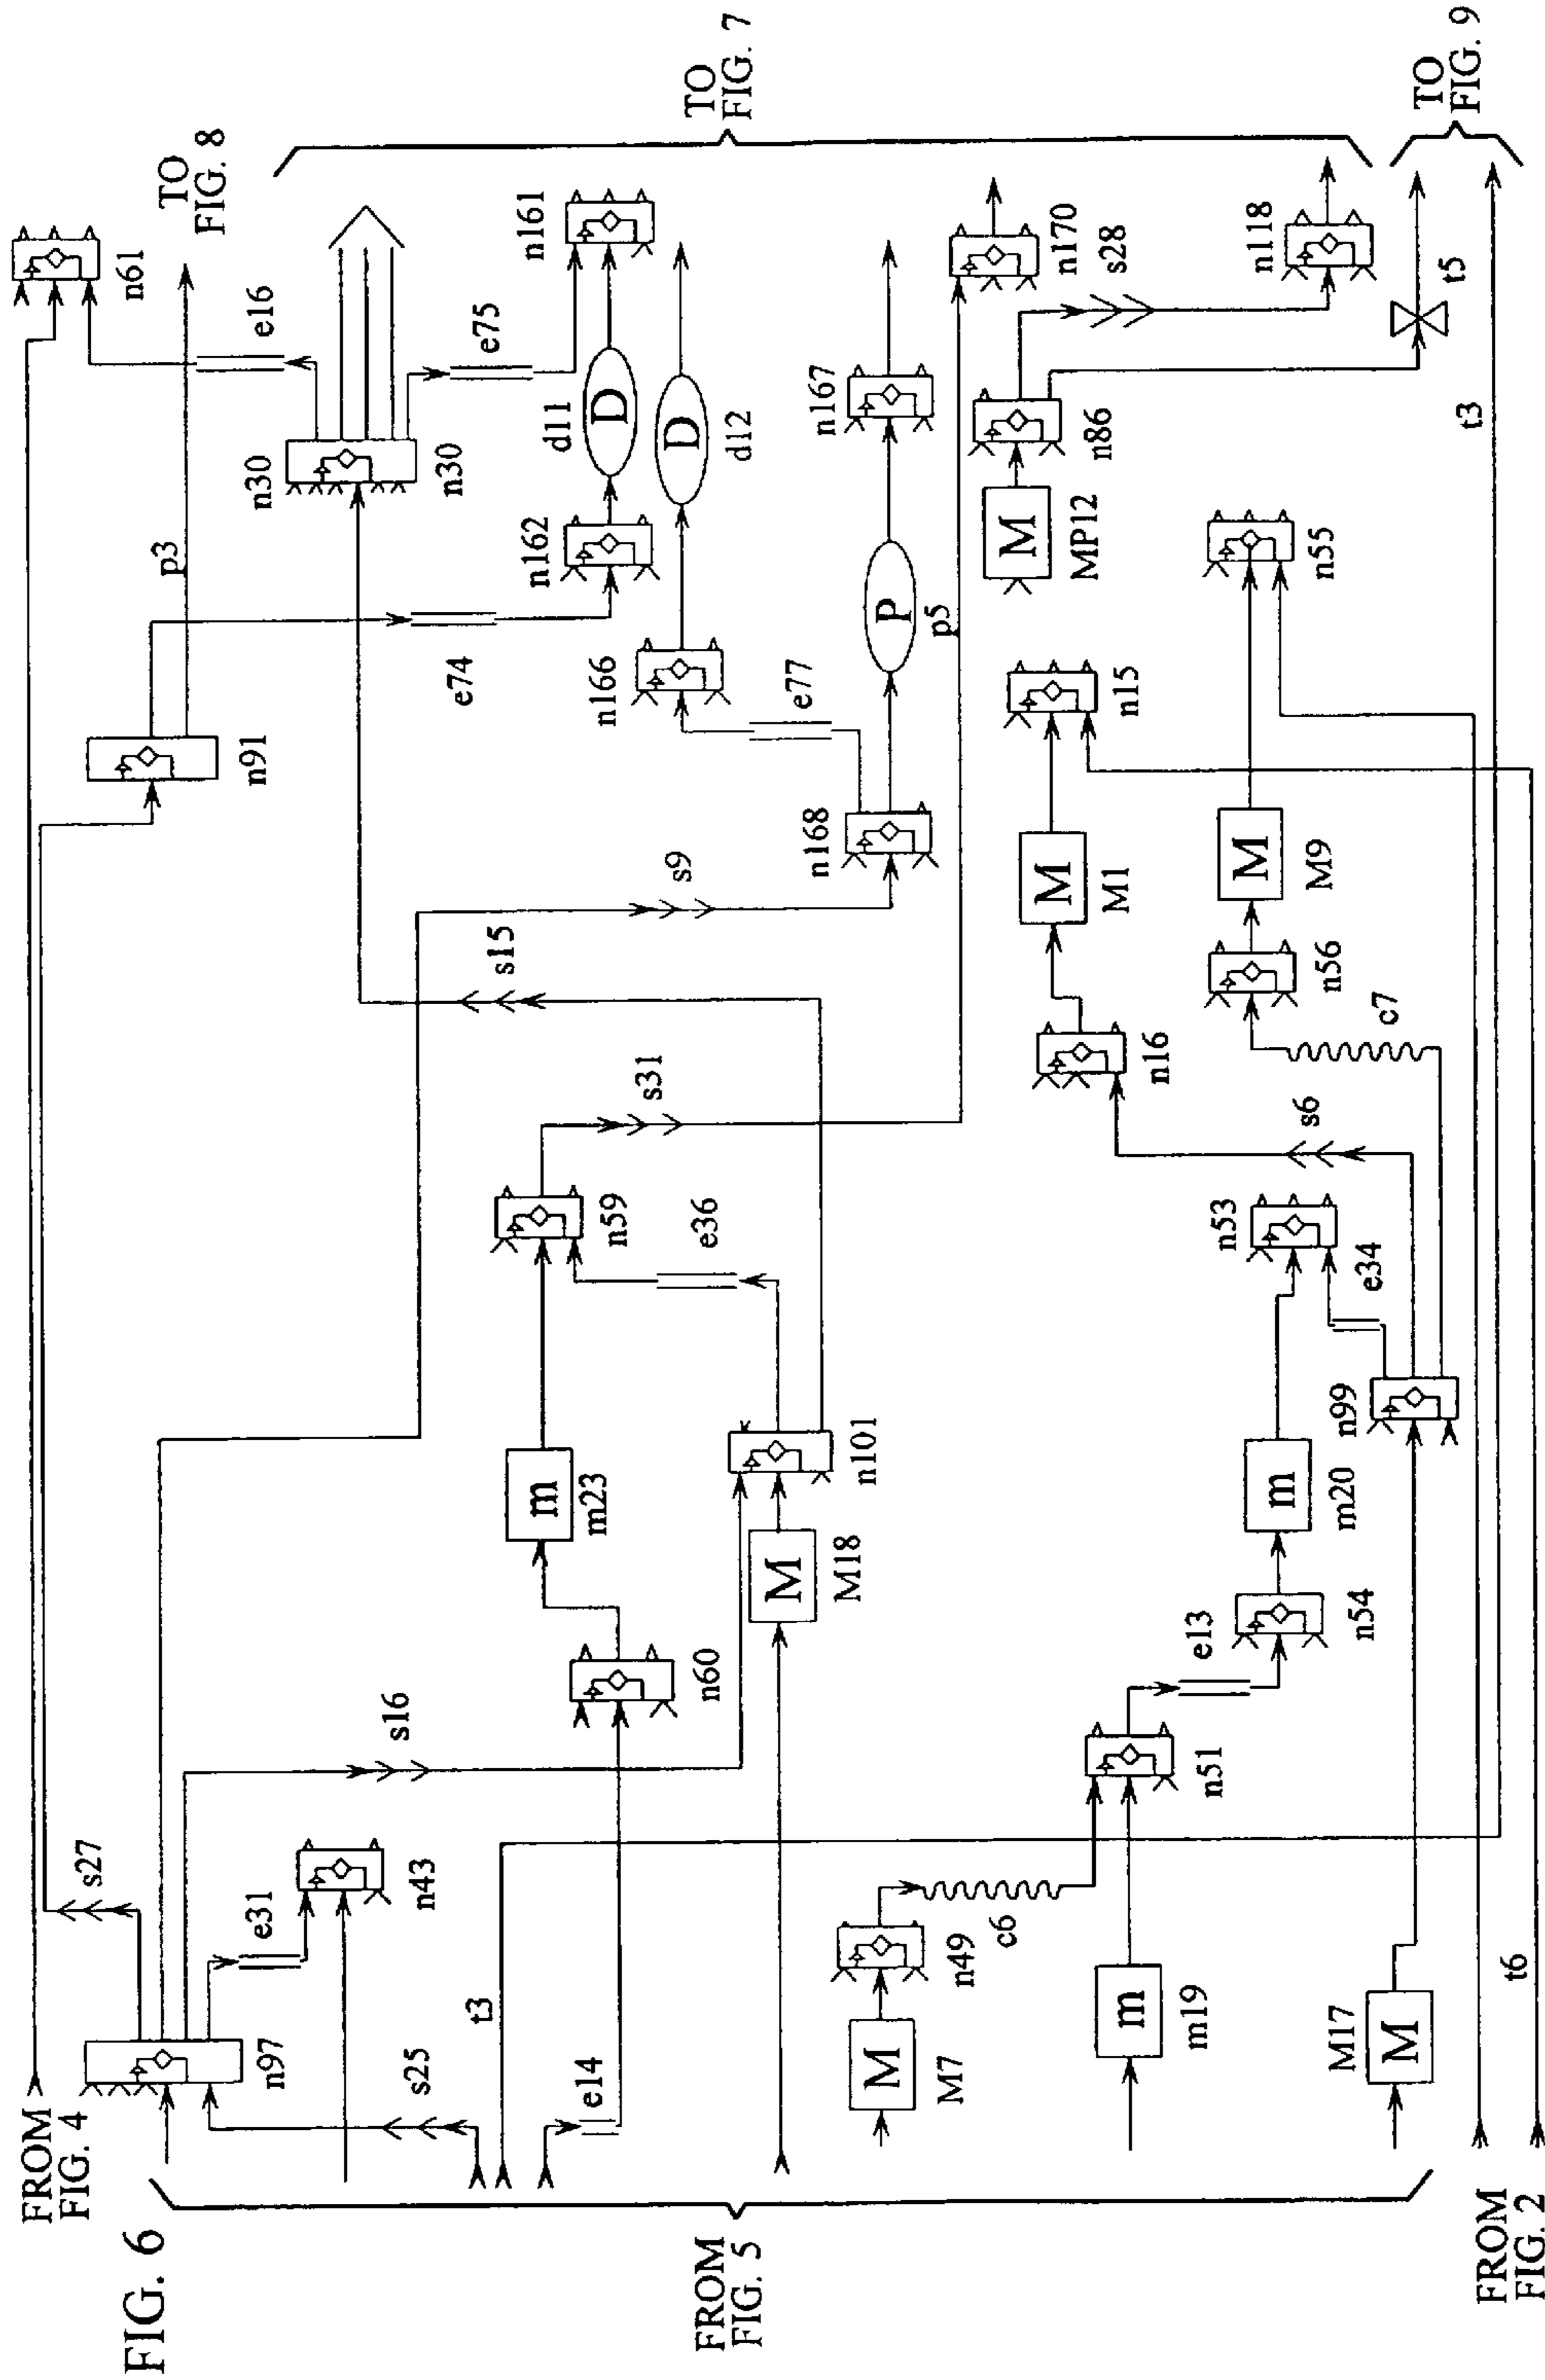 FIG. 6
FROM
FIG. 4
FROM
FIG. 5
FROM
FIG. 2
TO
FIG. 8
TO
FIG. 7
TO
FIG. 9
n61
e16
p3
n91
s27
n97
e31
n43
s25
t3
e14
s16
n60
m
m23
M
M18
n101
e36
n59
s31
s15
s9
n30
n30
e75
n161
D
d11
n162
e74
D
d12
n166
e77
n168
P
p5
n167
n170
s28
n118
n86
M
MP12
t5
t3
n15
M
M1
n16
s6
n55
M
M9
n56
c7
n53
e34
n99
m
m20
n54
e13
n51
c6
n49
M
M7
m
m19
M17
M
t6